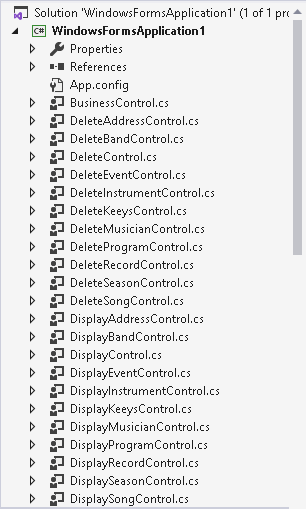 Solution 'WindowsFormsApplication1' (1 of 1 pr
C# WindowsFormsApplication1
Properties
References
App.config
BusinessControl.cs
DeleteAddressControl.cs
DeleteBandControl.cs
DeleteControl.cs
DeleteEventControl.cs
DeleteInstrumentControl.cs
DeleteKeeysControl.cs
DeleteMusicianControl.cs
DeleteProgramControl.cs
DeleteRecordControl.cs
DeleteSeasonControl.cs
DeleteSongControl.cs
DisplayAddressControl.cs
DisplayBandControl.cs
DisplayControl.cs
DisplayEventControl.cs
DisplayInstrumentControl.cs
DisplayKeeysControl.cs
DisplayMusicianControl.cs
DisplayProgramControl.cs
DisplayRecordControl.cs
DisplaySeasonControl.cs
DisplaySongControl.cs